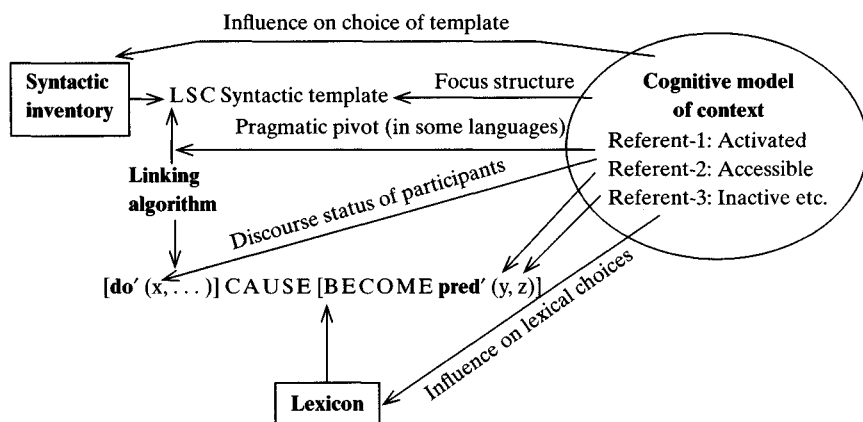 Influence on choice of template
Syntactic
inventory
LSC Syntactic template
Focus structure
Cognitive model
of context
Pragmatic pivot (in some languages)
Referent-1: Activated
Referent-2: Accessible
Referent-3: Inactive etc.
Linking
algorithm
Discourse status of participants
[do′ (x, . . . )] CAUSE [BECOME pred′ (y, z)]
Influence on lexical choices
Lexicon